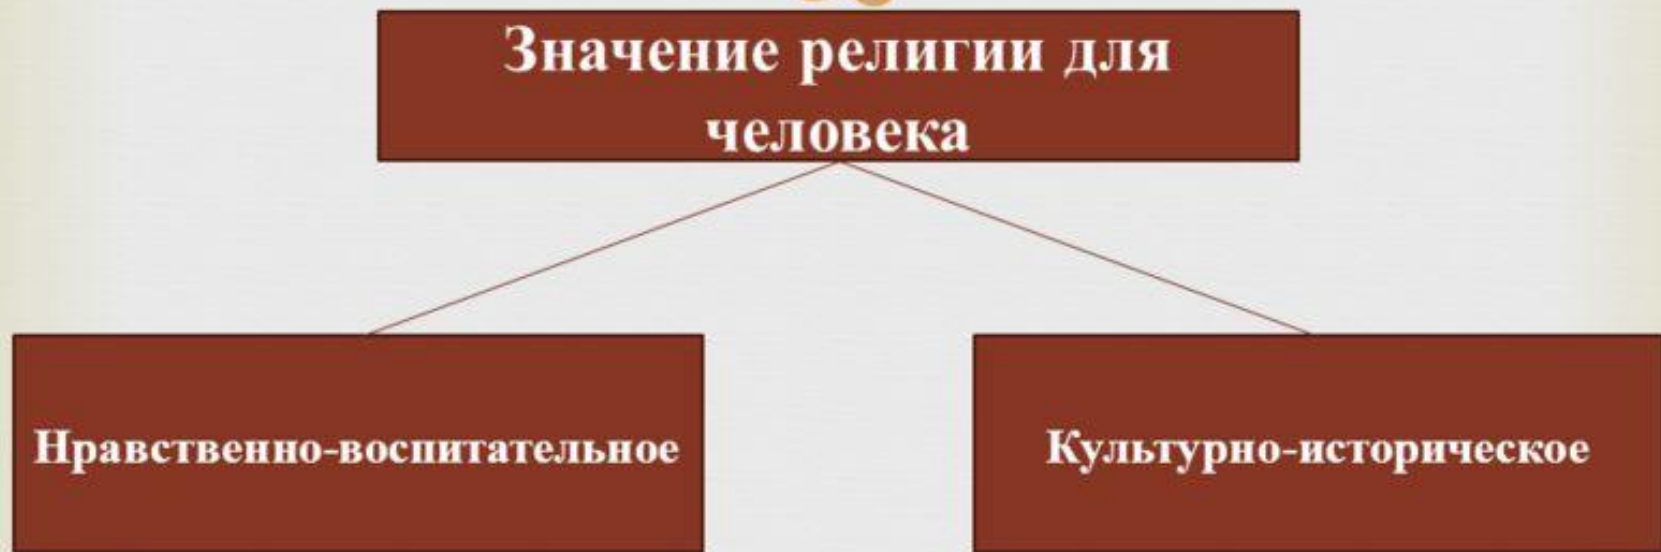 Значение религии для
человека
Нравственно-воспитательное
Культурно-историческое